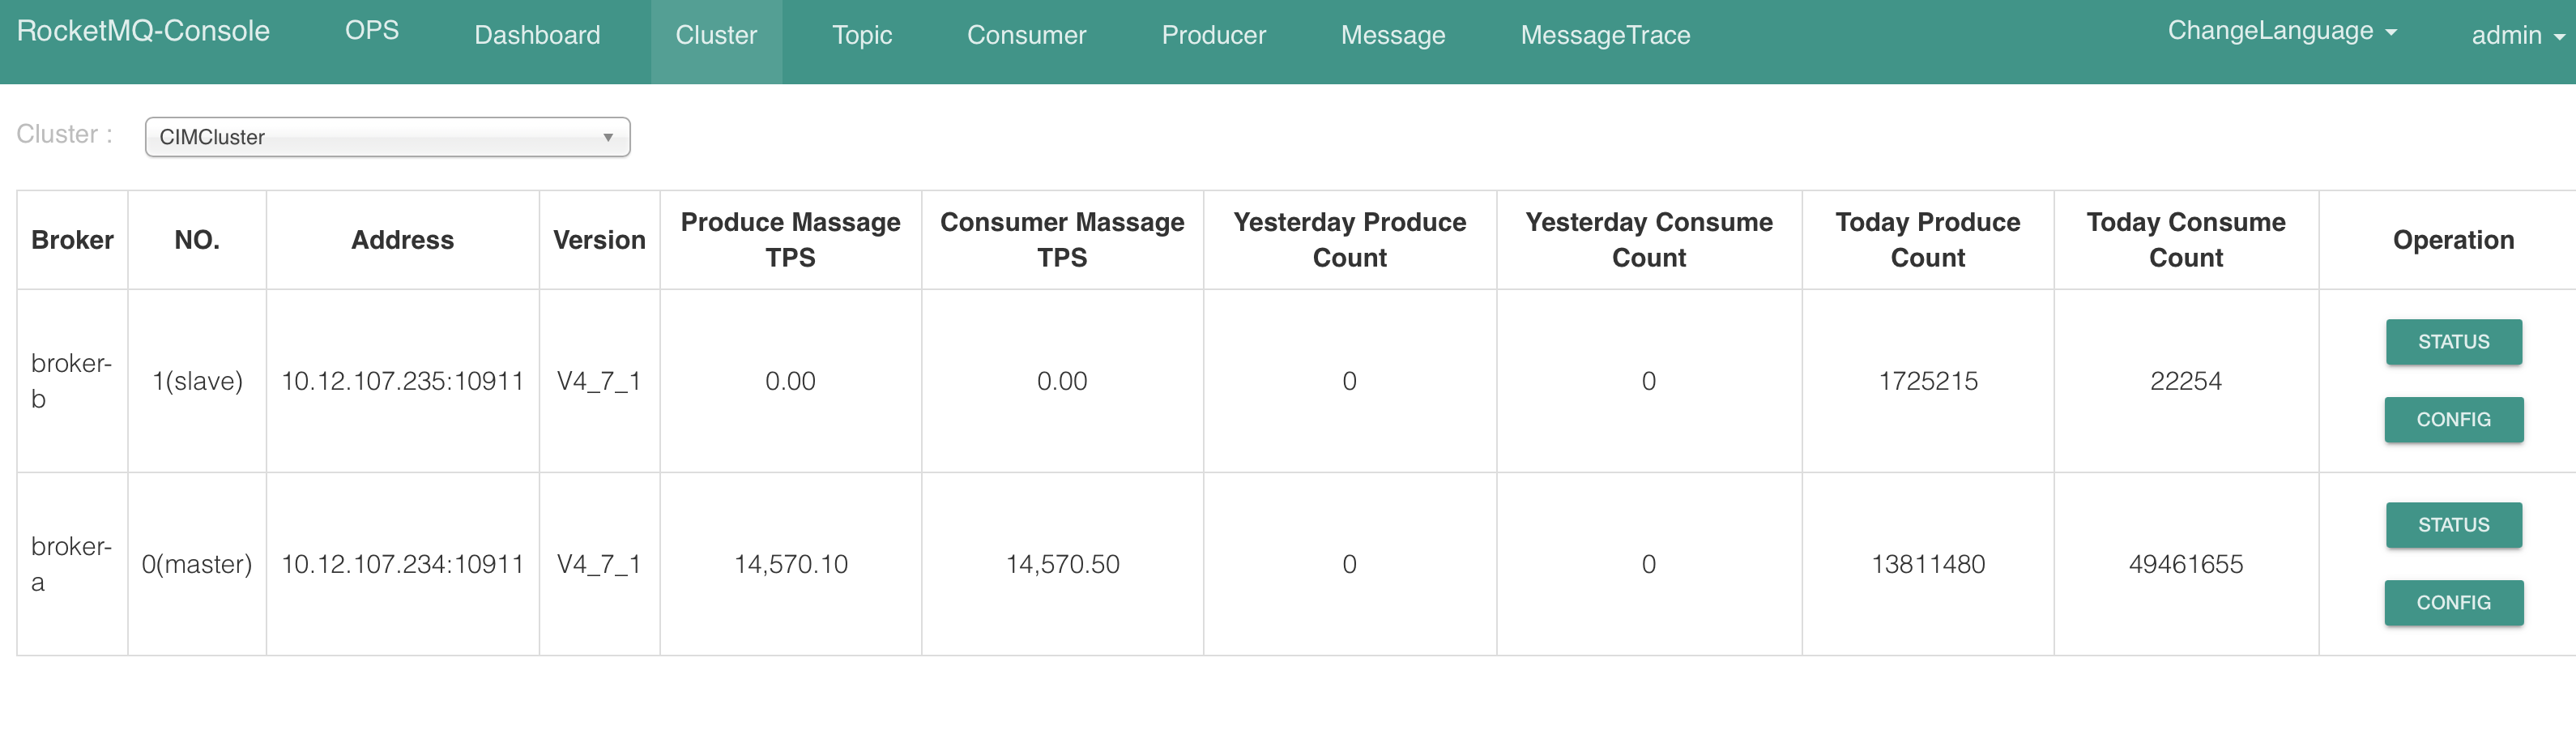 RocketMQ-Console OPS Dashboard Cluster Topic Consumer Producer Message MessageTrace ChangeLanguage admin
Cluster : CIMCluster
Broker NO. Address Version Produce Massage TPS Consumer Massage TPS Yesterday Produce Count Yesterday Consume Count Today Produce Count Today Consume Count Operation
broker-b 1(slave) 10.12.107.235:10911 V4_7_1 0.00 0.00 0 0 1725215 22254 STATUS CONFIG
broker-a 0(master) 10.12.107.234:10911 V4_7_1 14,570.10 14,570.50 0 0 13811480 49461655 STATUS CONFIG